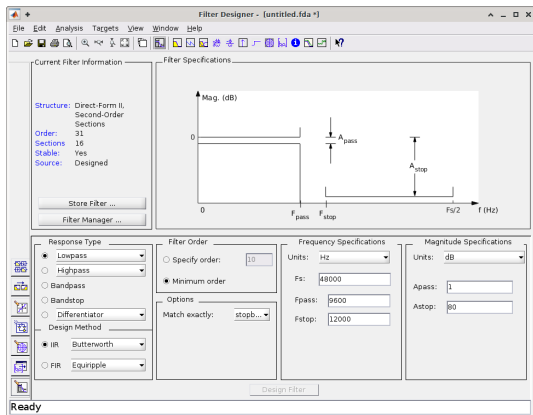 Filter Designer - [untitled.fda *]
File Edit Analysis Targets View Window Help
Current Filter Information
Structure: Direct-Form II,
Second-Order
Sections
Order: 31
Sections 16
Stable: Yes
Source: Designed
Store Filter ...
Filter Manager ...
Filter Specifications
Mag. (dB)
0
Apass
Astop
0
Fpass
Fstop
Fs/2
f (Hz)
Response Type
Lowpass
Highpass
Bandpass
Bandstop
Differentiator
Design Method
IIR Butterworth
FIR Equiripple
Filter Order
Specify order: 10
Minimum order
Options
Match exactly: stopb...
Frequency Specifications
Units: Hz
Fs: 48000
Fpass: 9600
Fstop: 12000
Magnitude Specifications
Units: dB
Apass: 1
Astop: 80
Design Filter
Ready